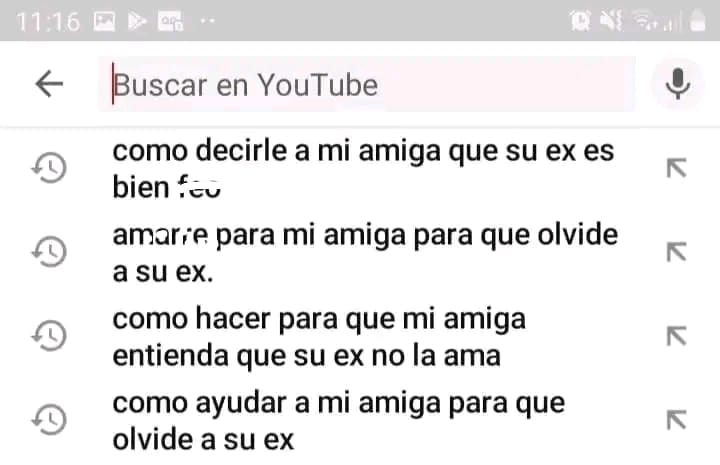 11:16
Buscar en YouTube
como decirle a mi amiga que su ex es
bien feo
amarre para mi amiga para que olvide
a su ex.
como hacer para que mi amiga
entienda que su ex no la ama
como ayudar a mi amiga para que
olvide a su ex